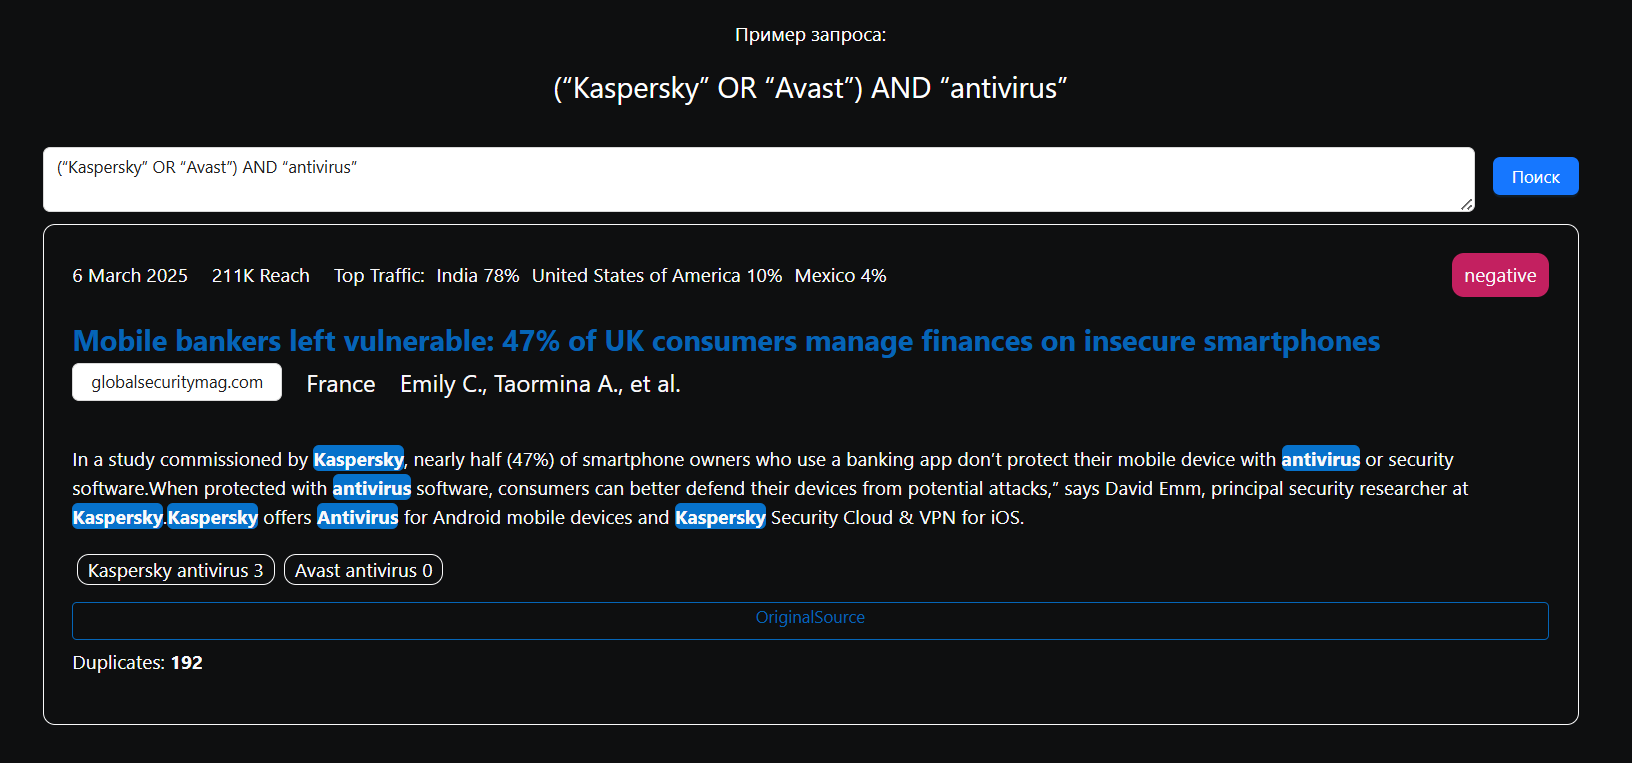 Пример запроса:
(“Kaspersky” OR “Avast”) AND “antivirus”
(“Kaspersky” OR “Avast”) AND “antivirus”
Поиск
6 March 2025 211K Reach Top Traffic: India 78% United States of America 10% Mexico 4%
negative
Mobile bankers left vulnerable: 47% of UK consumers manage finances on insecure smartphones
globalsecuritymag.com France Emily C., Taormina A., et al.
In a study commissioned by Kaspersky, nearly half (47%) of smartphone owners who use a banking app don’t protect their mobile device with antivirus or security
software.When protected with antivirus software, consumers can better defend their devices from potential attacks,” says David Emm, principal security researcher at
Kaspersky.Kaspersky offers Antivirus for Android mobile devices and Kaspersky Security Cloud & VPN for iOS.
Kaspersky antivirus 3 Avast antivirus 0
OriginalSource
Duplicates: 192